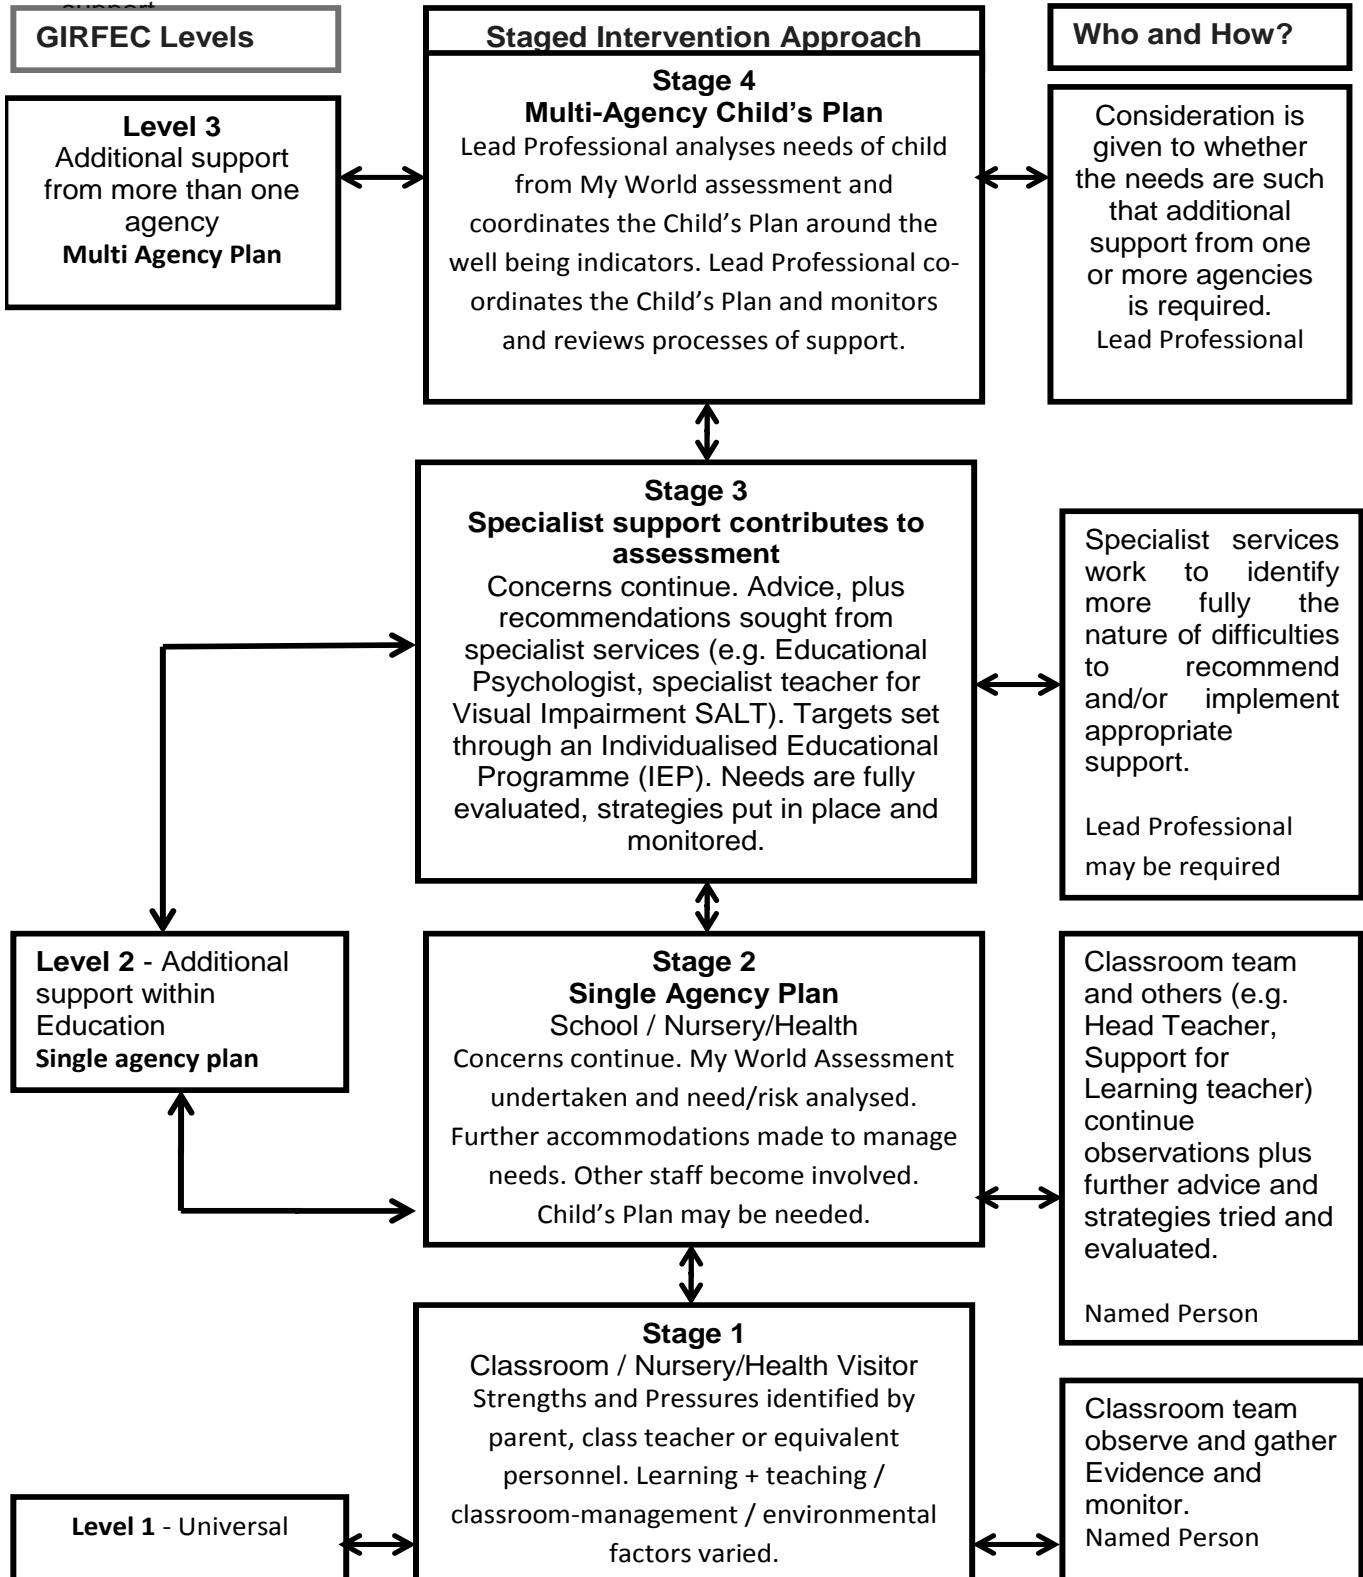 support
GIRFEC Levels
Staged Intervention Approach
Who and How?
Level 3
Additional support
from more than one
agency
Multi Agency Plan
Stage 4
Multi-Agency Child’s Plan
Lead Professional analyses needs of child
from My World assessment and
coordinates the Child’s Plan around the
well being indicators. Lead Professional co-
ordinates the Child’s Plan and monitors
and reviews processes of support.
Consideration is
given to whether
the needs are such
that additional
support from one
or more agencies
is required.
Lead Professional
Stage 3
Specialist support contributes to
assessment
Concerns continue. Advice, plus
recommendations sought from
specialist services (e.g. Educational
Psychologist, specialist teacher for
Visual Impairment SALT). Targets set
through an Individualised Educational
Programme (IEP). Needs are fully
evaluated, strategies put in place and
monitored.
Specialist services
work to identify
more fully the
nature of difficulties
to recommend
and/or implement
appropriate
support.
Lead Professional
may be required
Level 2 - Additional
support within
Education
Single agency plan
Stage 2
Single Agency Plan
School / Nursery/Health
Concerns continue. My World Assessment
undertaken and need/risk analysed.
Further accommodations made to manage
needs. Other staff become involved.
Child’s Plan may be needed.
Classroom team
and others (e.g.
Head Teacher,
Support for
Learning teacher)
continue
observations plus
further advice and
strategies tried and
evaluated.
Named Person
Stage 1
Classroom / Nursery/Health Visitor
Strengths and Pressures identified by
parent, class teacher or equivalent
personnel. Learning + teaching /
classroom-management / environmental
factors varied.
Level 1 - Universal
Classroom team
observe and gather
Evidence and
monitor.
Named Person